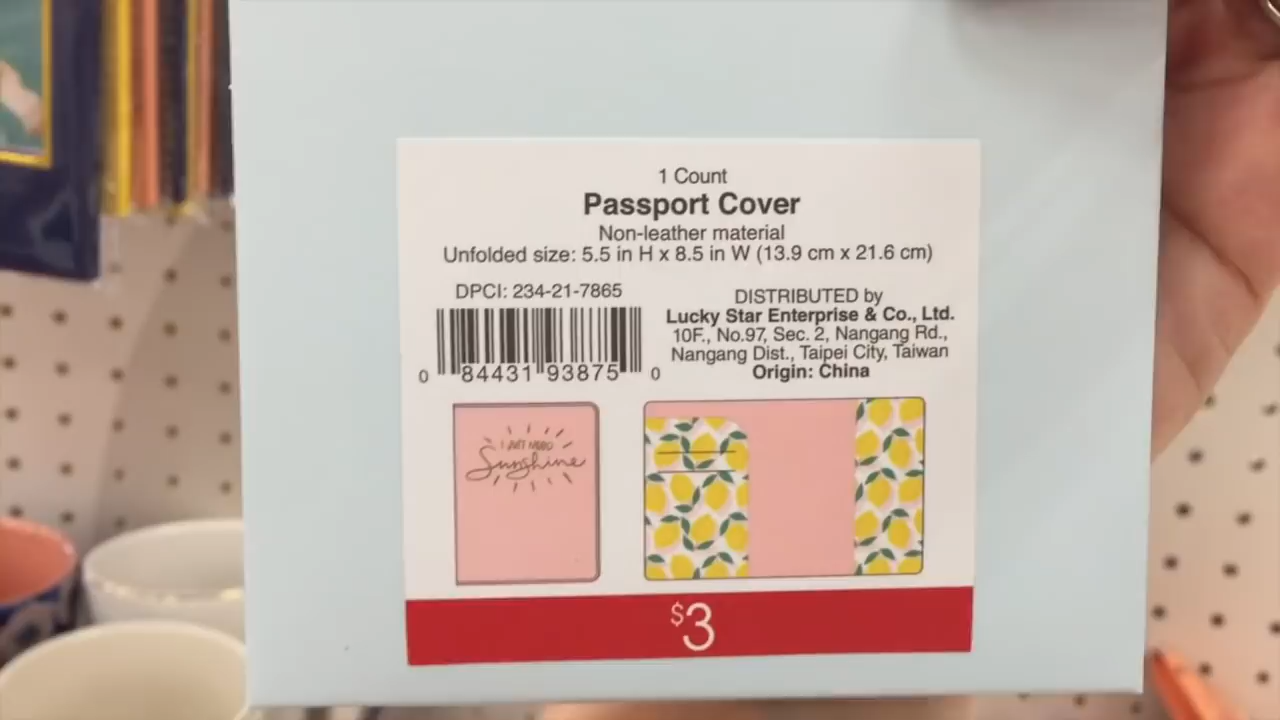 1 Count
Passport Cover
Non-leather material
Unfolded size: 5.5 in H x 8.5 in W (13.9 cm x 21.6 cm)
DPCI: 234-21-7865
0 84431 93875 0
DISTRIBUTED by
Lucky Star Enterprise & Co., Ltd.
10F., No.97, Sec. 2, Nangang Rd.,
Nangang Dist., Taipei City, Taiwan
Origin: China
I JUST NEED
Sunshine
$3